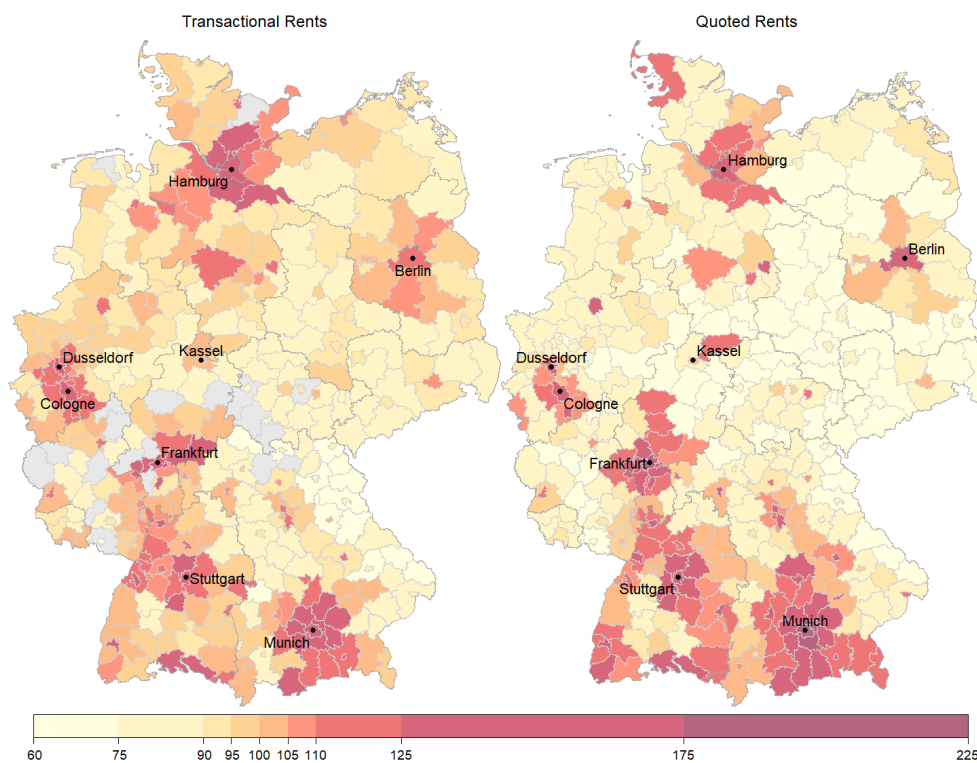 Transactional Rents
Quoted Rents
Hamburg
Berlin
Kassel
Dusseldorf
Cologne
Frankfurt
Stuttgart
Munich
Hamburg
Berlin
Kassel
Dusseldorf
Cologne
Frankfurt
Stuttgart
Munich
60 75 90 95 100 105 110 125 175 225